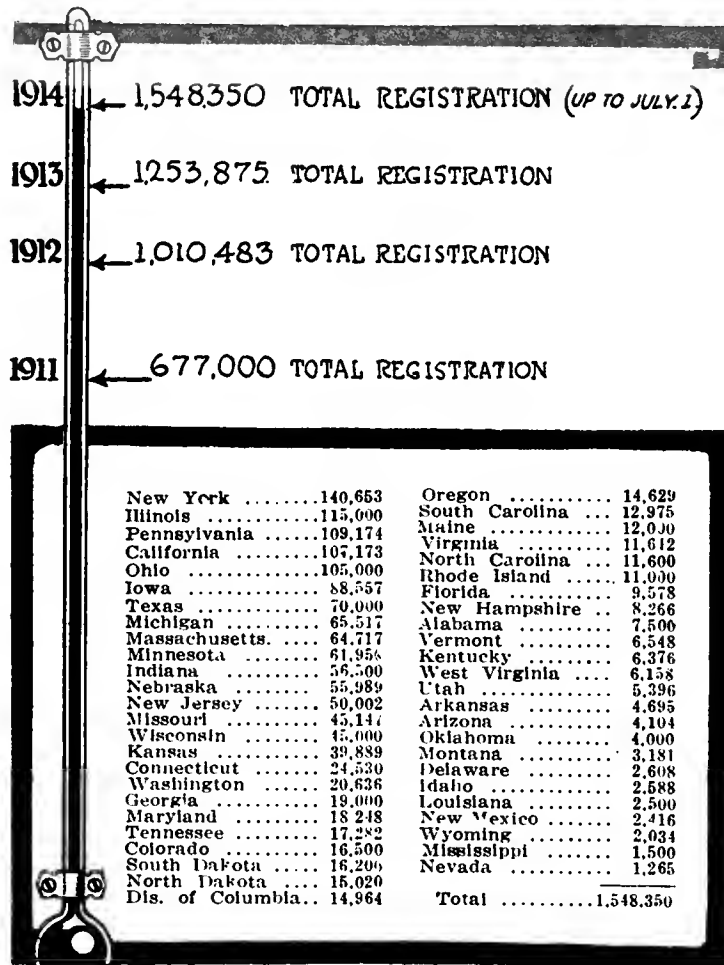 1914 1,548,350 TOTAL REGISTRATION (UP TO JULY.1)
1913 1,253,875 TOTAL REGISTRATION
1912 1,010,483 TOTAL REGISTRATION
1911 677,000 TOTAL REGISTRATION
New York ........140,653
Illinois .............115,000
Pennsylvania .......109,174
California ..........107,173
Ohio ...............105,000
Iowa ............... 88,557
Texas .............. 70,000
Michigan ........... 65,517
Massachusetts. .... 64,717
Minnesota ........ 61,956
Indiana ............ 56,500
Nebraska ........ 55,989
New Jersey ....... 50,002
Missouri .......... 45,147
Wisconsin ........ 45,000
Kansas ............ 39,889
Connecticut ....... 24,530
Washington ....... 20,636
Georgia ........... 19,000
Maryland ......... 18 248
Tennessee ........ 17,282
Colorado .......... 16,500
South Dakota ..... 16,206
North Dakota .... 15,020
Dis. of Columbia.. 14,964
Oregon ........... 14,629
South Carolina ... 12,975
Maine ............ 12,000
Virginia .......... 11,612
North Carolina ... 11,600
Rhode Island ..... 11,000
Florida ........... 9,578
New Hampshire .. 8,266
Alabama .......... 7,500
Vermont .......... 6,548
Kentucky ......... 6,376
West Virginia .... 6,158
Utah ............. 5,396
Arkansas ......... 4,695
Arizona .......... 4,104
Oklahoma ........ 4,000
Montana .......... 3,181
Delaware ......... 2,608
Idaho ............ 2,588
Louisiana ........ 2,500
New Mexico ....... 2,416
Wyoming ......... 2,034
Mississippi ....... 1,500
Nevada ........... 1,265
Total ..........1,548,350